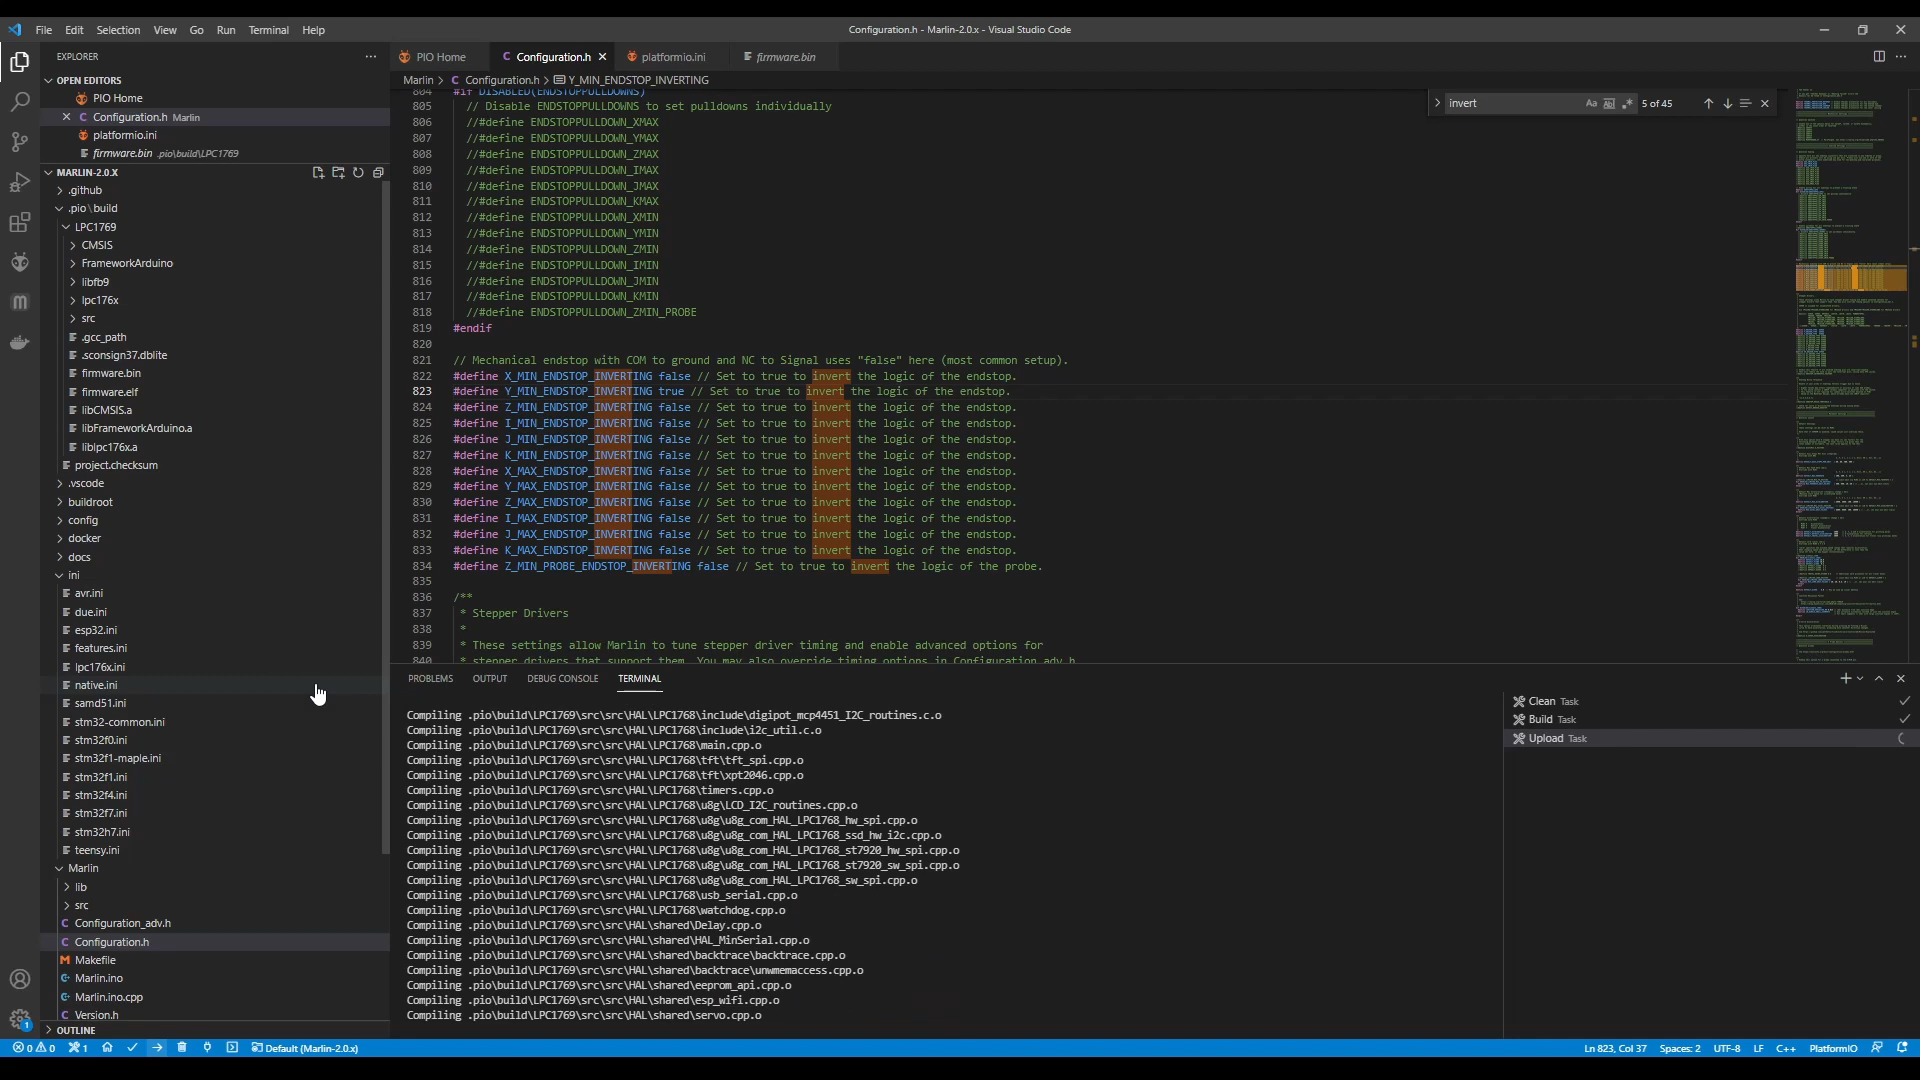 File Edit Selection View Go Run Terminal Help
Configuration.h - Marlin-2.0.x - Visual Studio Code
EXPLORER
OPEN EDITORS
PIO Home
Configuration.h Marlin
platformio.ini
firmware.bin .pio\build\LPC1769
MARLIN-2.0.X
.github
.pio\build
LPC1769
CMSIS
FrameworkArduino
libfb9
lpc176x
src
.gcc_path
.sconsign37.dblite
firmware.bin
firmware.elf
libCMSIS.a
libFrameworkArduino.a
liblpc176x.a
project.checksum
.vscode
buildroot
config
docker
docs
ini
avr.ini
due.ini
esp32.ini
features.ini
lpc176x.ini
native.ini
samd51.ini
stm32-common.ini
stm32f0.ini
stm32f1-maple.ini
stm32f1.ini
stm32f4.ini
stm32f7.ini
stm32h7.ini
teensy.ini
Marlin
lib
src
Configuration_adv.h
Configuration.h
Makefile
Marlin.ino
Marlin.ino.cpp
Version.h
OUTLINE
PIO Home Configuration.h platformio.ini firmware.bin
Marlin > Configuration.h > Y_MIN_ENDSTOP_INVERTING
invert Aa Ab| .* 5 of 45
804 #if DISABLED(ENDSTOPPULLDOWNS)
805 // Disable ENDSTOPPULLDOWNS to set pulldowns individually
806 //#define ENDSTOPPULLDOWN_XMAX
807 //#define ENDSTOPPULLDOWN_YMAX
808 //#define ENDSTOPPULLDOWN_ZMAX
809 //#define ENDSTOPPULLDOWN_IMAX
810 //#define ENDSTOPPULLDOWN_JMAX
811 //#define ENDSTOPPULLDOWN_KMAX
812 //#define ENDSTOPPULLDOWN_XMIN
813 //#define ENDSTOPPULLDOWN_YMIN
814 //#define ENDSTOPPULLDOWN_ZMIN
815 //#define ENDSTOPPULLDOWN_IMIN
816 //#define ENDSTOPPULLDOWN_JMIN
817 //#define ENDSTOPPULLDOWN_KMIN
818 //#define ENDSTOPPULLDOWN_ZMIN_PROBE
819 #endif
820
821 // Mechanical endstop with COM to ground and NC to Signal uses "false" here (most common setup).
822 #define X_MIN_ENDSTOP_INVERTING false // Set to true to invert the logic of the endstop.
823 #define Y_MIN_ENDSTOP_INVERTING true // Set to true to invert the logic of the endstop.
824 #define Z_MIN_ENDSTOP_INVERTING false // Set to true to invert the logic of the endstop.
825 #define I_MIN_ENDSTOP_INVERTING false // Set to true to invert the logic of the endstop.
826 #define J_MIN_ENDSTOP_INVERTING false // Set to true to invert the logic of the endstop.
827 #define K_MIN_ENDSTOP_INVERTING false // Set to true to invert the logic of the endstop.
828 #define X_MAX_ENDSTOP_INVERTING false // Set to true to invert the logic of the endstop.
829 #define Y_MAX_ENDSTOP_INVERTING false // Set to true to invert the logic of the endstop.
830 #define Z_MAX_ENDSTOP_INVERTING false // Set to true to invert the logic of the endstop.
831 #define I_MAX_ENDSTOP_INVERTING false // Set to true to invert the logic of the endstop.
832 #define J_MAX_ENDSTOP_INVERTING false // Set to true to invert the logic of the endstop.
833 #define K_MAX_ENDSTOP_INVERTING false // Set to true to invert the logic of the endstop.
834 #define Z_MIN_PROBE_ENDSTOP_INVERTING false // Set to true to invert the logic of the probe.
835
836 /**
837 * Stepper Drivers
838 *
839 * These settings allow Marlin to tune stepper driver timing and enable advanced options for
840 * stepper drivers that support them. You may also override timing options in Configuration_adv.h.
PROBLEMS OUTPUT DEBUG CONSOLE TERMINAL
Compiling .pio\build\LPC1769\src\src\HAL\LPC1768\include\digipot_mcp4451_I2C_routines.c.o
Compiling .pio\build\LPC1769\src\src\HAL\LPC1768\include\i2c_util.c.o
Compiling .pio\build\LPC1769\src\src\HAL\LPC1768\main.cpp.o
Compiling .pio\build\LPC1769\src\src\HAL\LPC1768\tft\tft_spi.cpp.o
Compiling .pio\build\LPC1769\src\src\HAL\LPC1768\tft\xpt2046.cpp.o
Compiling .pio\build\LPC1769\src\src\HAL\LPC1768\timers.cpp.o
Compiling .pio\build\LPC1769\src\src\HAL\LPC1768\u8g\LCD_I2C_routines.cpp.o
Compiling .pio\build\LPC1769\src\src\HAL\LPC1768\u8g\u8g_com_HAL_LPC1768_hw_spi.cpp.o
Compiling .pio\build\LPC1769\src\src\HAL\LPC1768\u8g\u8g_com_HAL_LPC1768_ssd_hw_i2c.cpp.o
Compiling .pio\build\LPC1769\src\src\HAL\LPC1768\u8g\u8g_com_HAL_LPC1768_st7920_hw_spi.cpp.o
Compiling .pio\build\LPC1769\src\src\HAL\LPC1768\u8g\u8g_com_HAL_LPC1768_st7920_sw_spi.cpp.o
Compiling .pio\build\LPC1769\src\src\HAL\LPC1768\u8g\u8g_com_HAL_LPC1768_sw_spi.cpp.o
Compiling .pio\build\LPC1769\src\src\HAL\LPC1768\usb_serial.cpp.o
Compiling .pio\build\LPC1769\src\src\HAL\LPC1768\watchdog.cpp.o
Compiling .pio\build\LPC1769\src\src\HAL\shared\Delay.cpp.o
Compiling .pio\build\LPC1769\src\src\HAL\shared\HAL_MinSerial.cpp.o
Compiling .pio\build\LPC1769\src\src\HAL\shared\backtrace\backtrace.cpp.o
Compiling .pio\build\LPC1769\src\src\HAL\shared\backtrace\unwmemaccess.cpp.o
Compiling .pio\build\LPC1769\src\src\HAL\shared\eeprom_api.cpp.o
Compiling .pio\build\LPC1769\src\src\HAL\shared\esp_wifi.cpp.o
Compiling .pio\build\LPC1769\src\src\HAL\shared\servo.cpp.o
Clean Task
Build Task
Upload Task
0 0 1 Default (Marlin-2.0.x) Ln 823, Col 37 Spaces: 2 UTF-8 LF C++ PlatformIO